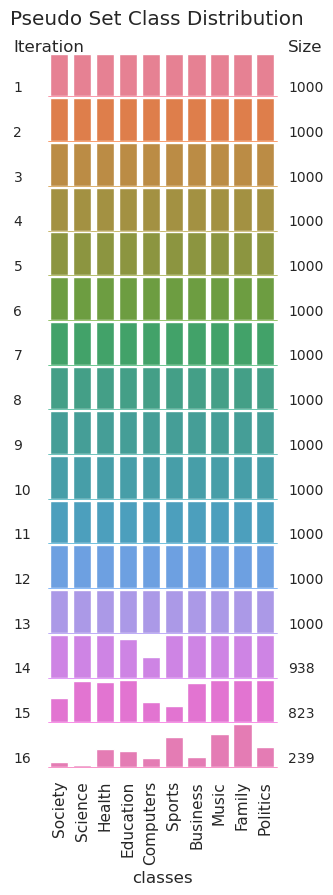 Pseudo Set Class Distribution
Iteration Size
1 1000
2 1000
3 1000
4 1000
5 1000
6 1000
7 1000
8 1000
9 1000
10 1000
11 1000
12 1000
13 1000
14 938
15 823
16 239
Society
Science
Health
Education
Computers
Sports
Business
Music
Family
Politics
classes